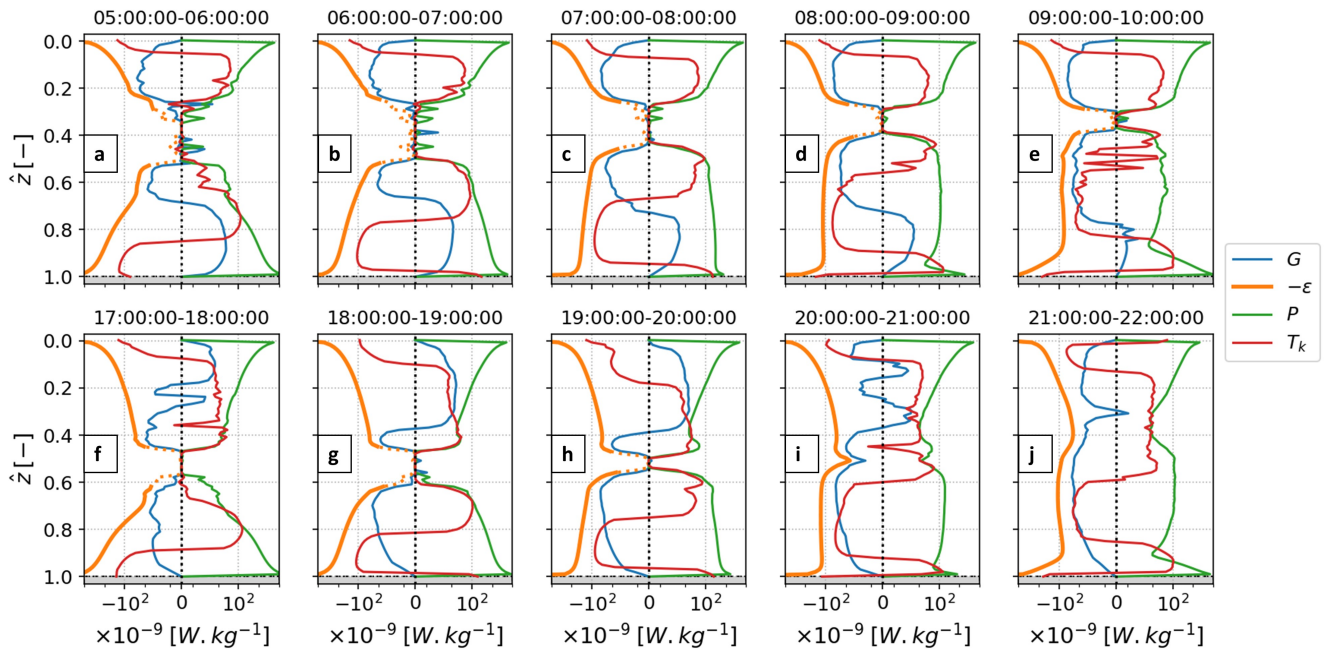 05:00:00-06:00:00 06:00:00-07:00:00 07:00:00-08:00:00 08:00:00-09:00:00 09:00:00-10:00:00
0.0
0.2
0.4
0.6
0.8
1.0
ẑ [−]
a b c d e
G
−ε
P
T_k
17:00:00-18:00:00 18:00:00-19:00:00 19:00:00-20:00:00 20:00:00-21:00:00 21:00:00-22:00:00
0.0
0.2
0.4
0.6
0.8
1.0
ẑ [−]
f g h i j
−10² 0 10² −10² 0 10² −10² 0 10² −10² 0 10² −10² 0 10²
×10⁻⁹ [W.kg⁻¹] ×10⁻⁹ [W.kg⁻¹] ×10⁻⁹ [W.kg⁻¹] ×10⁻⁹ [W.kg⁻¹] ×10⁻⁹ [W.kg⁻¹]